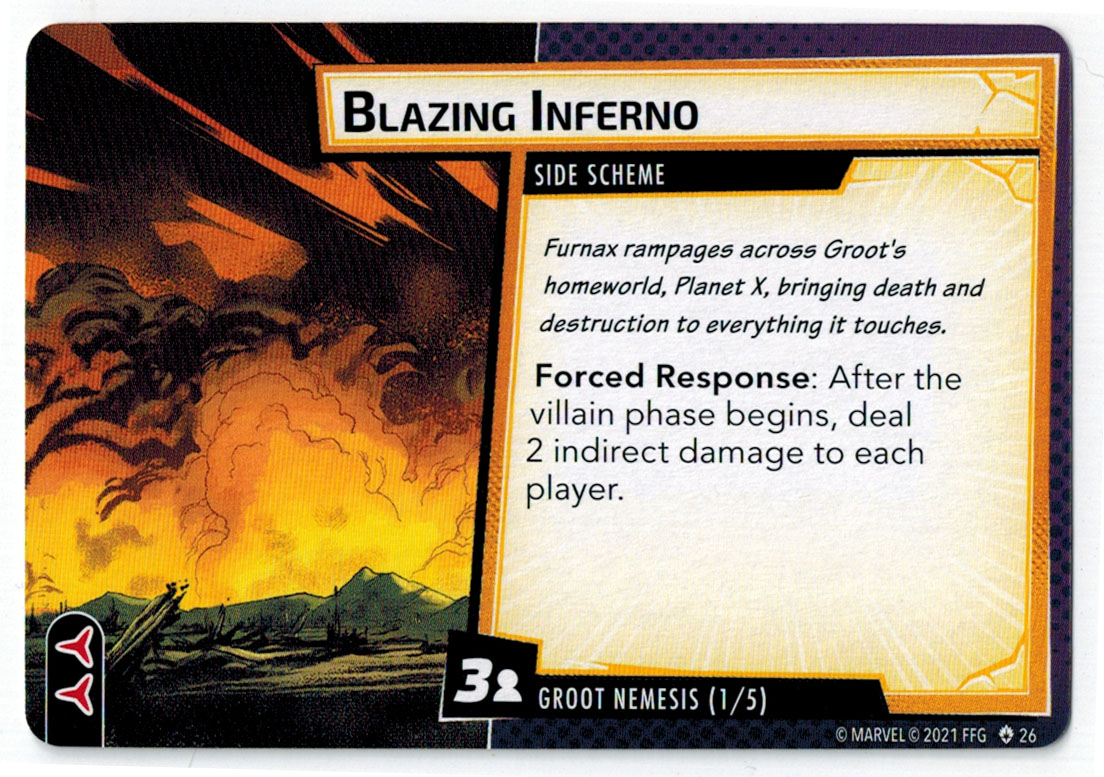 BLAZING INFERNO
SIDE SCHEME
Furnax rampages across Groot's
homeworld, Planet X, bringing death and
destruction to everything it touches.
Forced Response: After the
villain phase begins, deal
2 indirect damage to each
player.
3
GROOT NEMESIS (1/5)
© MARVEL © 2021 FFG 26